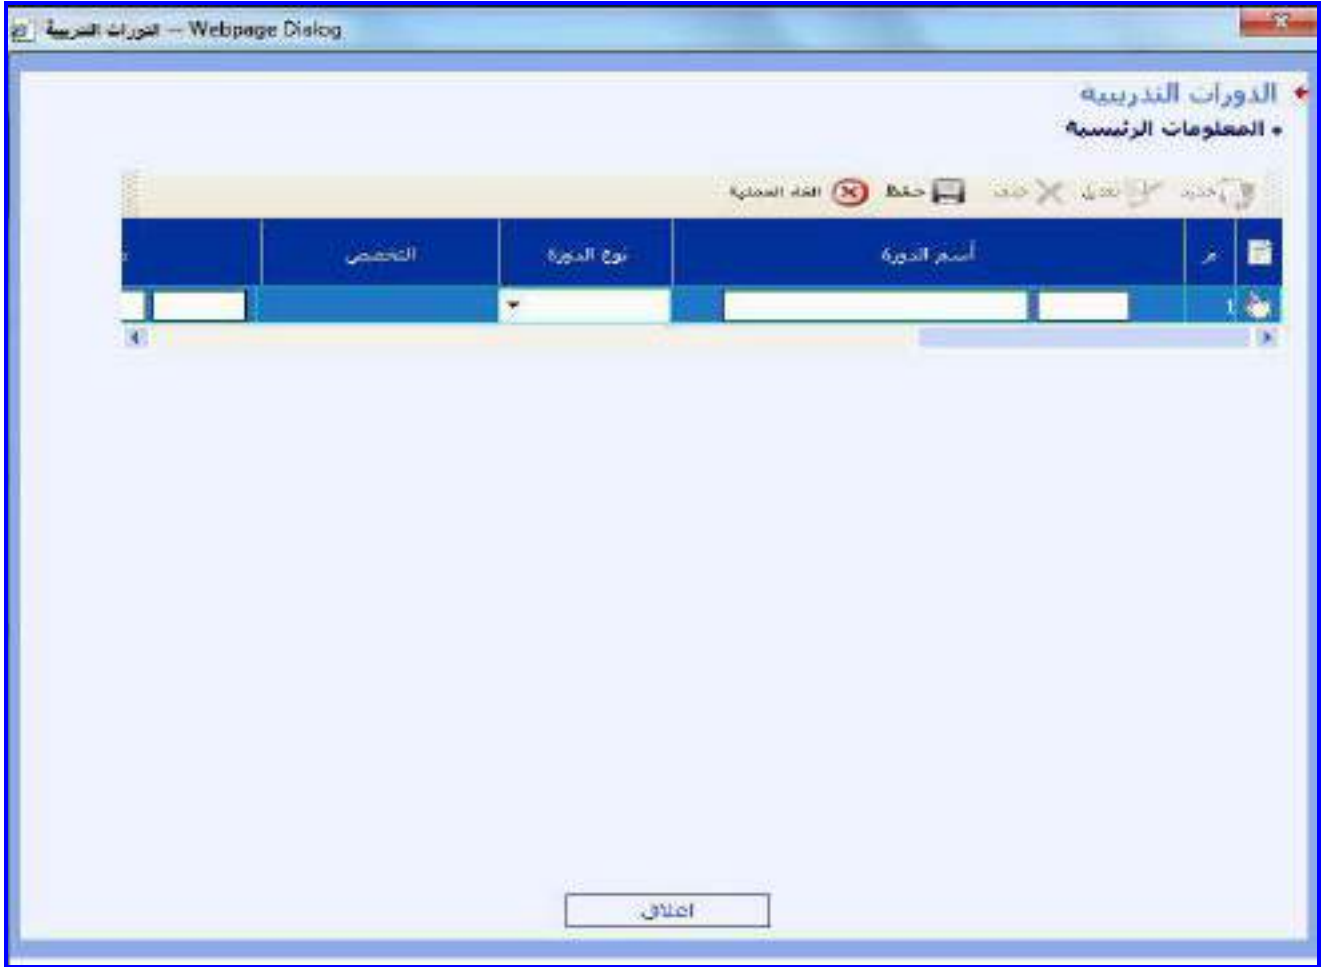 الدورات التدريبية -- Webpage Dialog
الدورات التدريبية
المعلومات الرئيسية
جديد تعديل حذف حفظ الغاء العملية
م أسم الدورة نوع الدورة التخصص
1
اغلاق